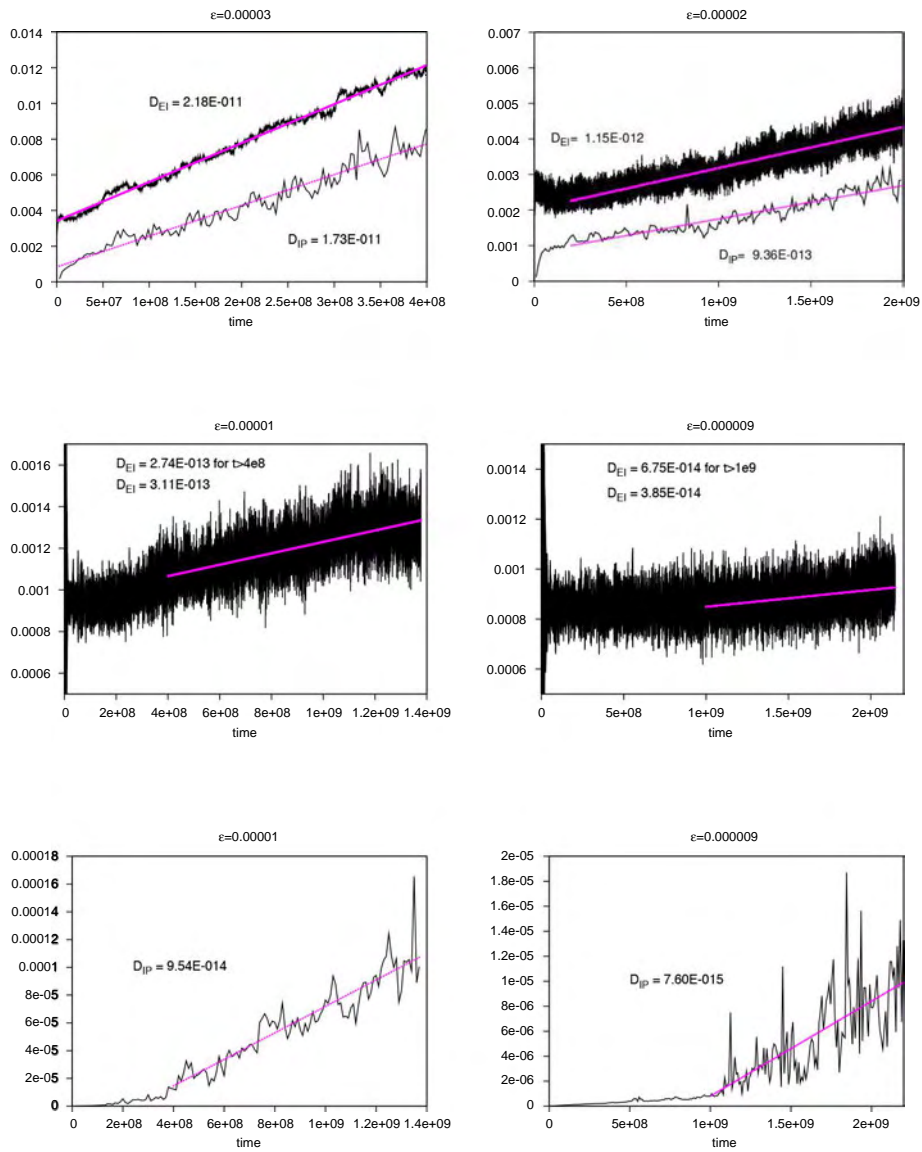 ε=0.00003
0.014
0.012
0.01
0.008
0.006
0.004
0.002
0
D_EI = 2.18E-011
D_IP = 1.73E-011
0 5e+07 1e+08 1.5e+08 2e+08 2.5e+08 3e+08 3.5e+08 4e+08
time
ε=0.00002
0.007
0.006
0.005
0.004
0.003
0.002
0.001
0
D_EI= 1.15E-012
D_IP= 9.36E-013
0 5e+08 1e+09 1.5e+09 2e+09
time
ε=0.00001
0.0016
0.0014
0.0012
0.001
0.0008
0.0006
D_EI = 2.74E-013 for t>4e8
D_EI = 3.11E-013
0 2e+08 4e+08 6e+08 8e+08 1e+09 1.2e+09 1.4e+09
time
ε=0.000009
0.0014
0.0012
0.001
0.0008
0.0006
D_EI = 6.75E-014 for t>1e9
D_EI = 3.85E-014
0 5e+08 1e+09 1.5e+09 2e+09
time
ε=0.00001
0.00018
0.00016
0.00014
0.00012
0.0001
8e-05
6e-05
4e-05
2e-05
0
D_IP = 9.54E-014
0 2e+08 4e+08 6e+08 8e+08 1e+09 1.2e+09 1.4e+09
time
ε=0.000009
2e-05
1.8e-05
1.6e-05
1.4e-05
1.2e-05
1e-05
8e-06
6e-06
4e-06
2e-06
0
D_IP = 7.60E-015
0 5e+08 1e+09 1.5e+09 2e+09
time